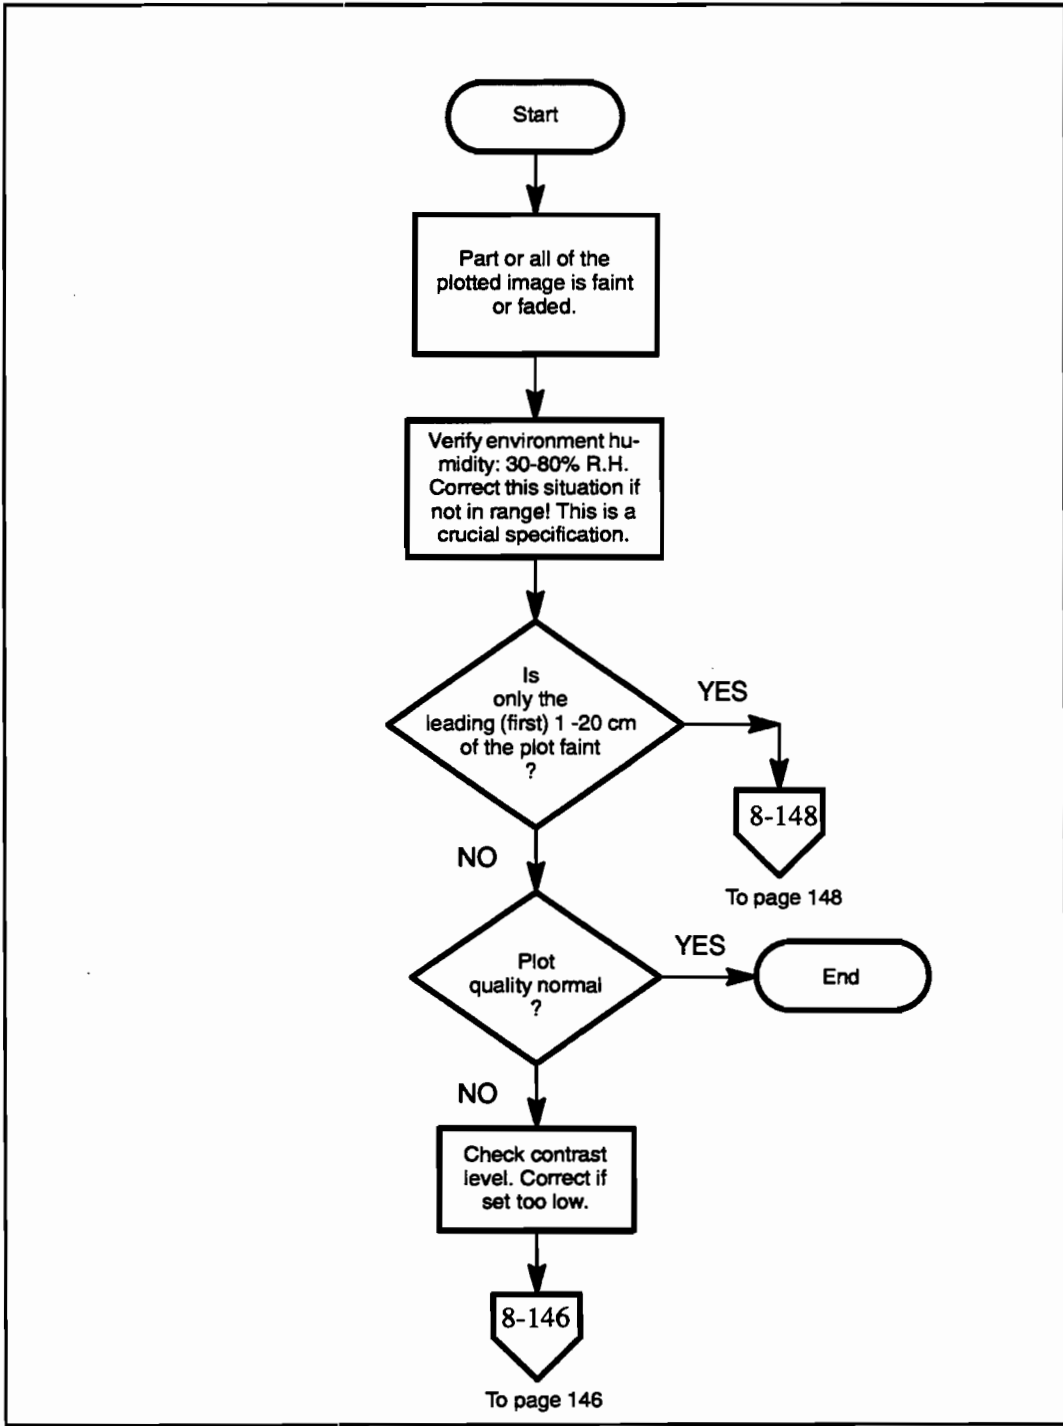 Start
Part or all of the
plotted image is faint
or faded.
Verify environment hu-
midity: 30-80% R.H.
Correct this situation if
not in range! This is a
crucial specification.
Is
only the
leading (first) 1 -20 cm
of the plot faint
?
YES
8-148
To page 148
NO
Plot
quality normal
?
YES
End
NO
Check contrast
level. Correct if
set too low.
8-146
To page 146